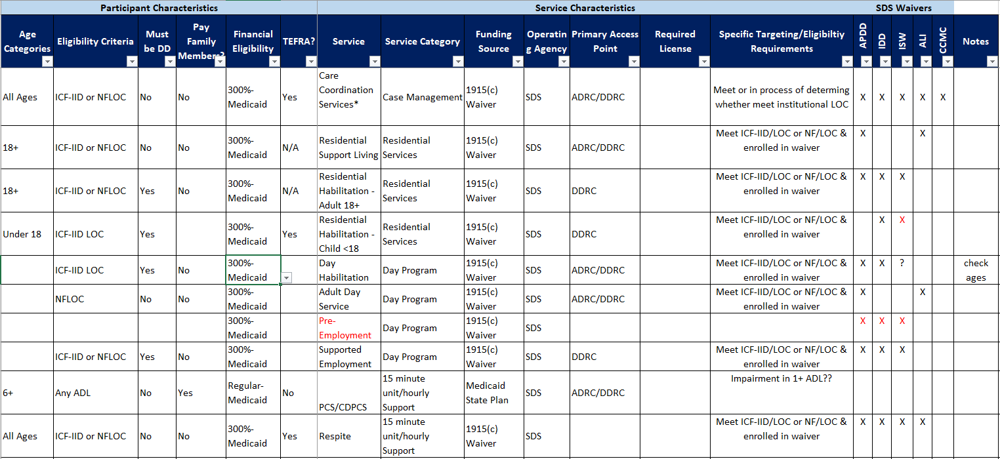 Participant Characteristics Service Characteristics SDS Waivers
Age Categories Eligibility Criteria Must be DD Pay Family Members? Financial Eligibility TEFRA? Service Service Category Funding Source Operatin g Agency Primary Access Point Required License Specific Targeting/Eligibiltiy Requirements APDD IDD ISW ALI CCMC Notes
All Ages ICF-IID or NFLOC No No 300%-Medicaid Yes Care Coordination Services* Case Management 1915(c) Waiver SDS ADRC/DDRC Meet or in process of determing whether meet institutional LOC X X X X X
18+ ICF-IID or NFLOC No No 300%-Medicaid N/A Residential Support Living Residential Services 1915(c) Waiver SDS ADRC/DDRC Meet ICF-IID/LOC or NF/LOC & enrolled in waiver X X
18+ ICF-IID or NFLOC Yes No 300%-Medicaid N/A Residential Habilitation - Adult 18+ Residential Services 1915(c) Waiver SDS DDRC Meet ICF-IID/LOC or NF/LOC & enrolled in waiver X X X
Under 18 ICF-IID LOC Yes 300%-Medicaid Yes Residential Habilitation - Child <18 Residential Services 1915(c) Waiver SDS DDRC Meet ICF-IID/LOC or NF/LOC & enrolled in waiver X X
ICF-IID LOC Yes No 300%-Medicaid Day Habilitation Day Program 1915(c) Waiver SDS ADRC/DDRC Meet ICF-IID/LOC or NF/LOC & enrolled in waiver X X ? check ages
NFLOC No No 300%-Medicaid Adult Day Service Day Program 1915(c) Waiver SDS ADRC/DDRC Meet ICF-IID/LOC or NF/LOC & enrolled in waiver X X
300%-Medicaid Pre-Employment Day Program 1915(c) Waiver SDS X X X
ICF-IID or NFLOC Yes No 300%-Medicaid Supported Employment Day Program 1915(c) Waiver SDS DDRC Meet ICF-IID/LOC or NF/LOC & enrolled in waiver X X X
6+ Any ADL No Yes Regular-Medicaid No PCS/CDPCS 15 minute unit/hourly Support Medicaid State Plan SDS ADRC/DDRC Impairment in 1+ ADL??
All Ages ICF-IID or NFLOC No No 300%-Medicaid Yes Respite 15 minute unit/hourly Support 1915(c) Waiver SDS Meet ICF-IID/LOC or NF/LOC & enrolled in waiver X X X X